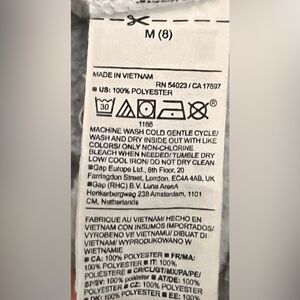 M (8)
MADE IN VIETNAM
RN 54023 / CA 17897
■ US: 100% POLYESTER
30
1166
MACHINE WASH COLD GENTLE CYCLE/
WASH AND DRY INSIDE OUT WITH LIKE
COLORS/ ONLY NON-CHLORINE
BLEACH WHEN NEEDED/ TUMBLE DRY
LOW/ COOL IRON/ DO NOT DRY CLEAN
■ Gap Europe Ltd., 6th Floor, 20
Farringdon Street, London, EC4A 4AB, UK
■ Gap (RHC) B.V. Luna ArenA
Herikerbergweg 238 Amsterdam, 1101
CM, Netherlands
FABRIQUE AU VIETNAM/ HECHO EN
VIETNAM CON INSUMOS IMPORTADOS/
VYROBENO VE VIETNAMU/ DIBUAT DI
VIETNAM/ WYPRODUKOWANO W
WIETNAMIE
■ CA: 100% POLYESTER ■ FR/MA:
100% POLYESTER ■ IT: 100%
POLIESTERE ■ CR/CL/GT/MX/PA/PE/
SP/UY: 100% poliéster ■ AT/DE: 100%
POLYESTER ■ CZ: 100% POLYESTER
■ DK: 100% POLYESTER ■ EE: 100%